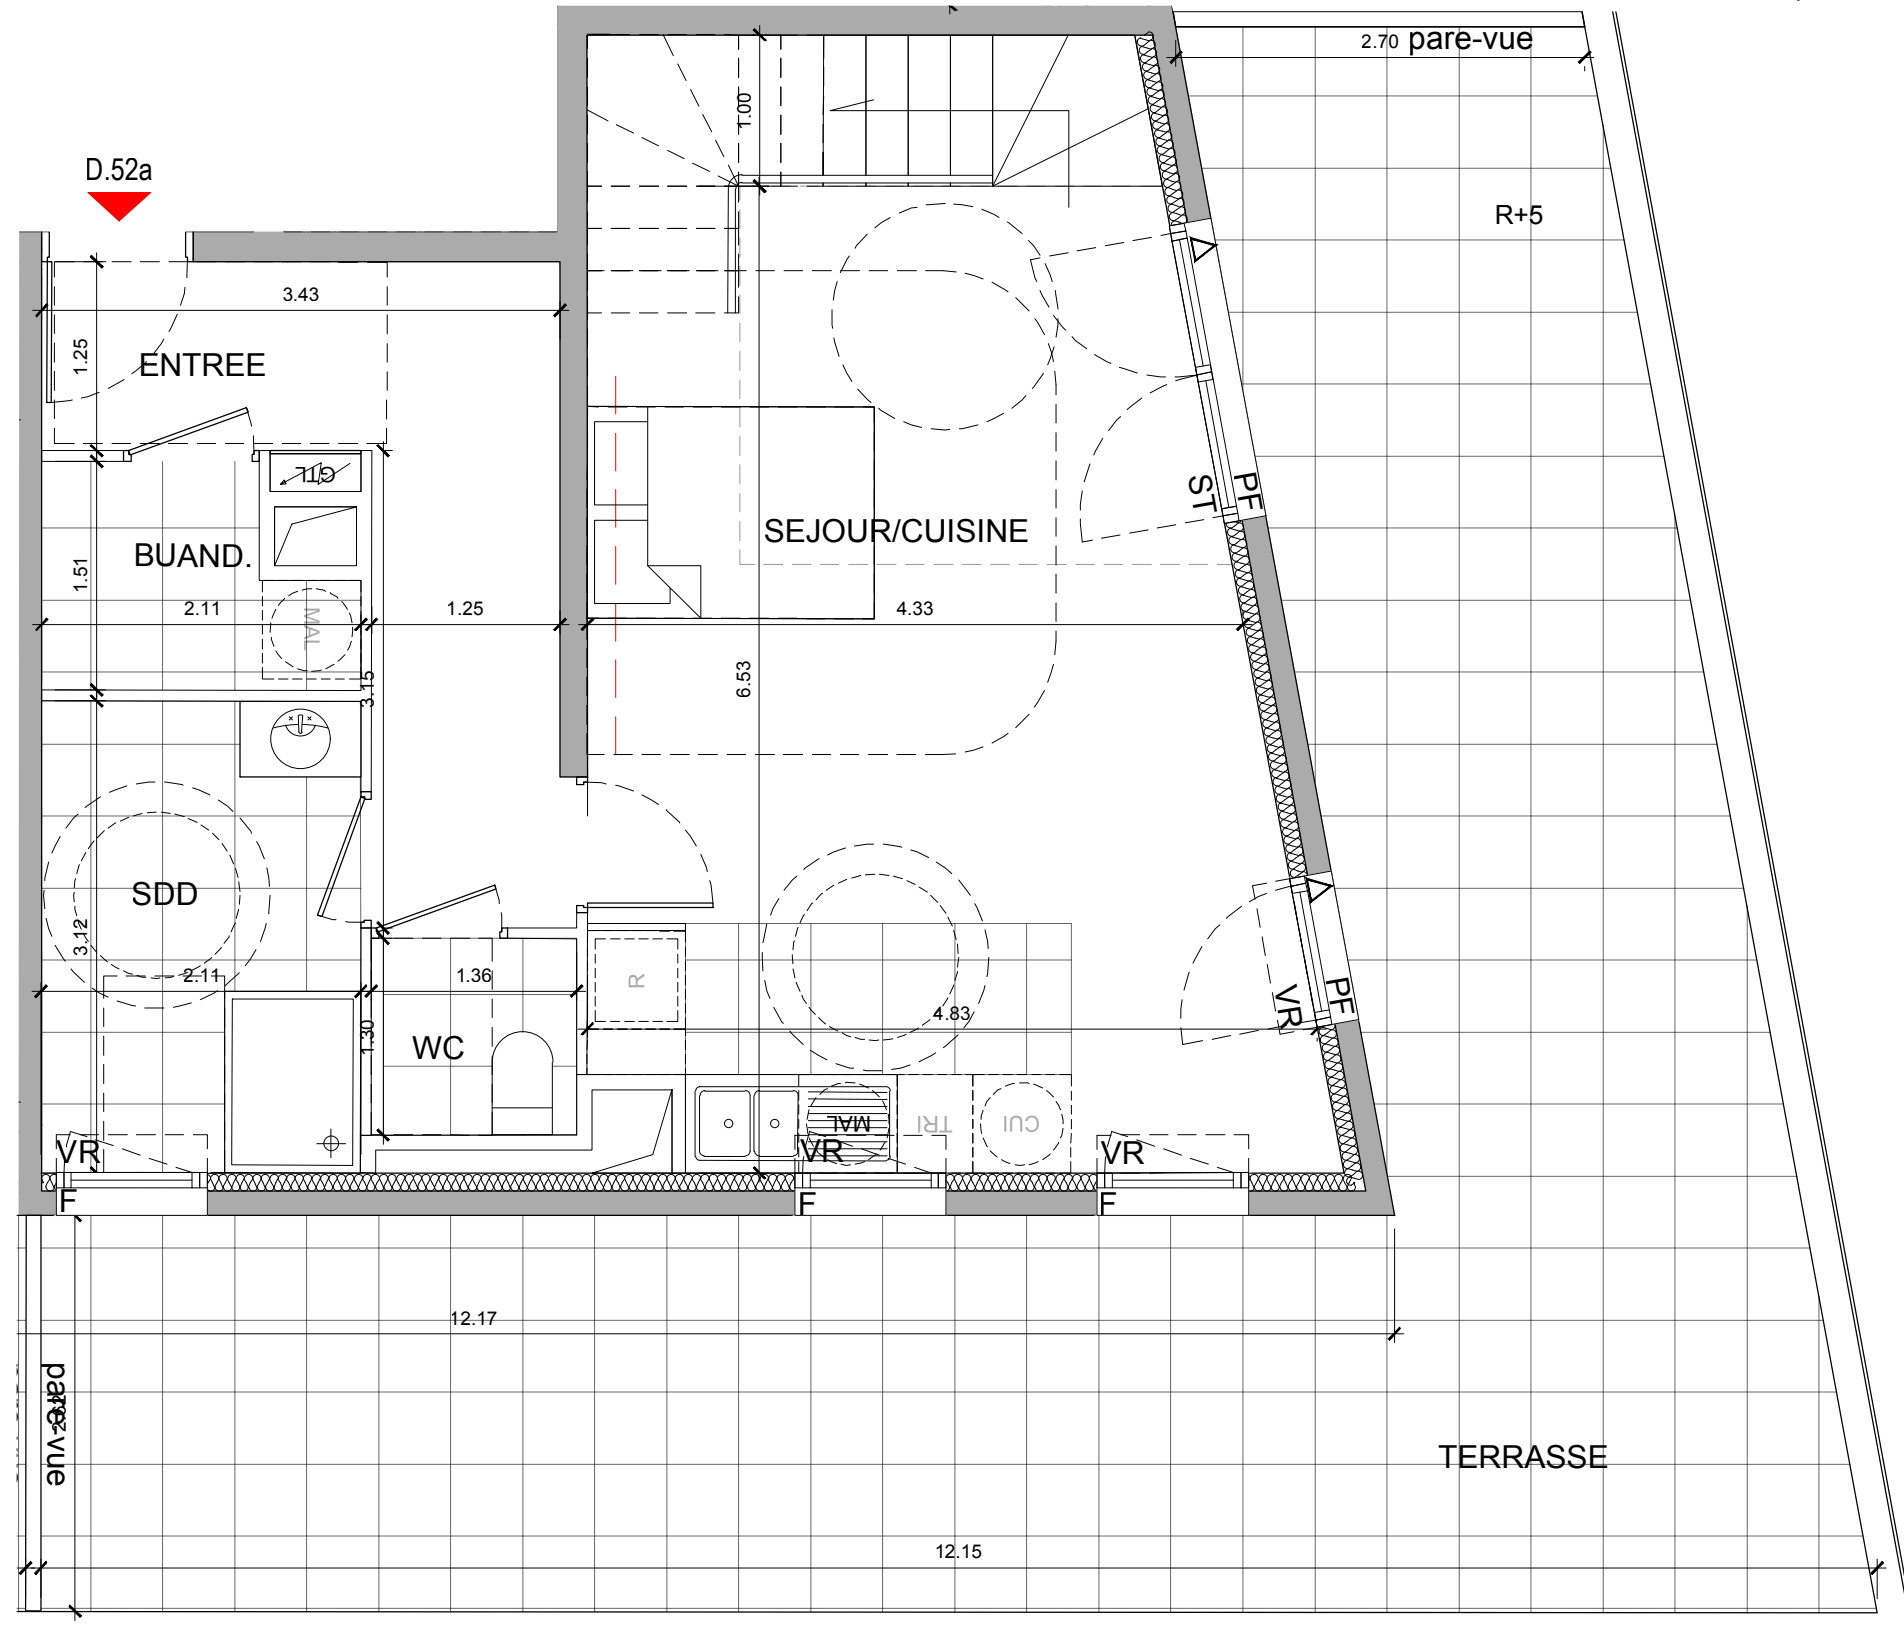 2.70 pare-vue
1.00
D.52a
R+5
3.43
1.25
ENTREE
GTL
SEJOUR/CUISINE
ST
PF
BUAND.
1.51
2.11
MAL
1.25
4.33
6.53
3.15
SDD
3.12
2.11
1.36
R
4.83
VR
PF
1.30
WC
MAL
TRI
CUI
VR
VR
VR
F
F
F
12.17
pare-vue
TERRASSE
12.15